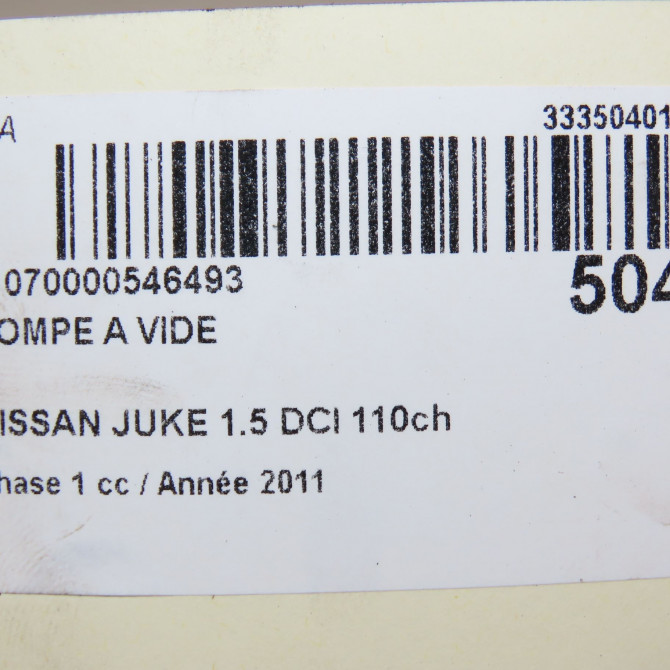 A
33350401
070000546493
504
OMPE A VIDE
ISSAN JUKE 1.5 DCI 110ch
hase 1 cc / Année 2011